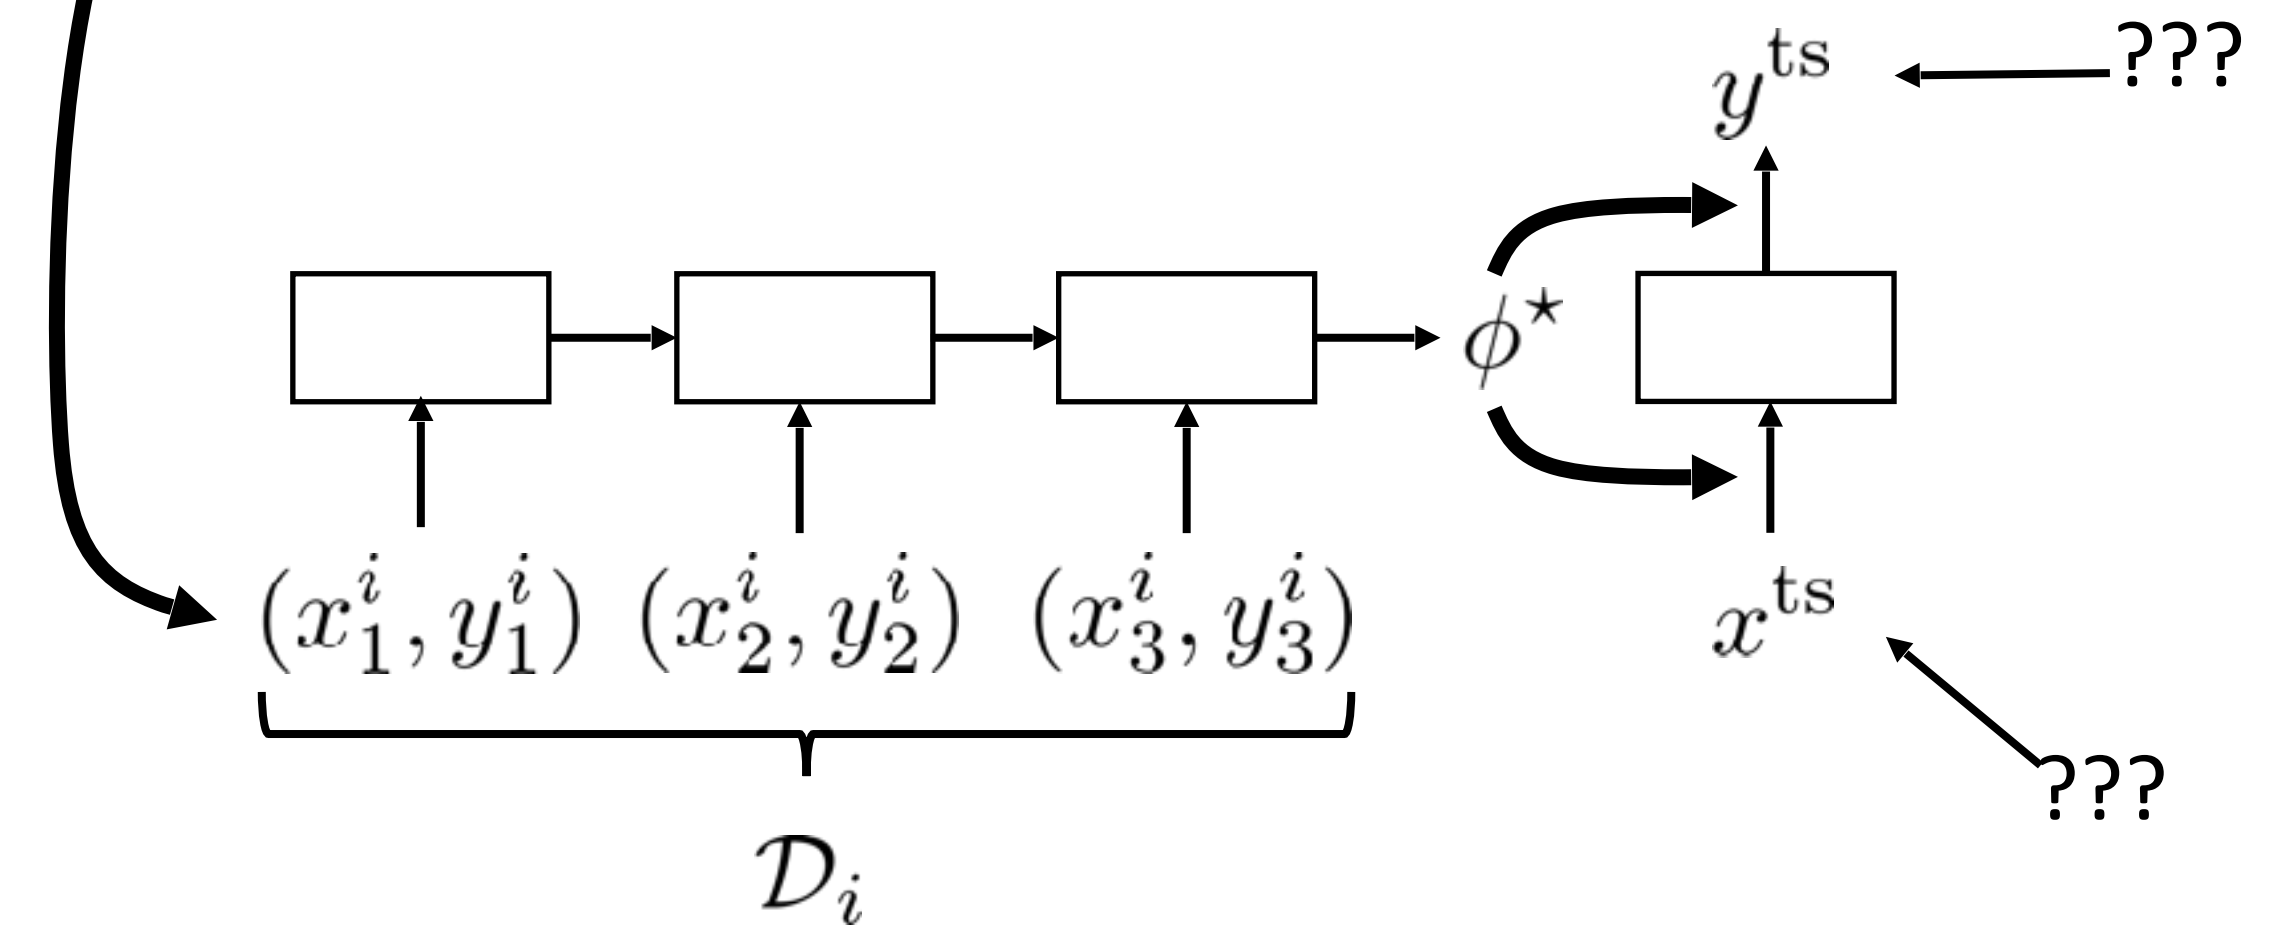 y^{ts} ???
φ^⋆
(x_1^i, y_1^i) (x_2^i, y_2^i) (x_3^i, y_3^i) x^{ts}
???
𝒟_i